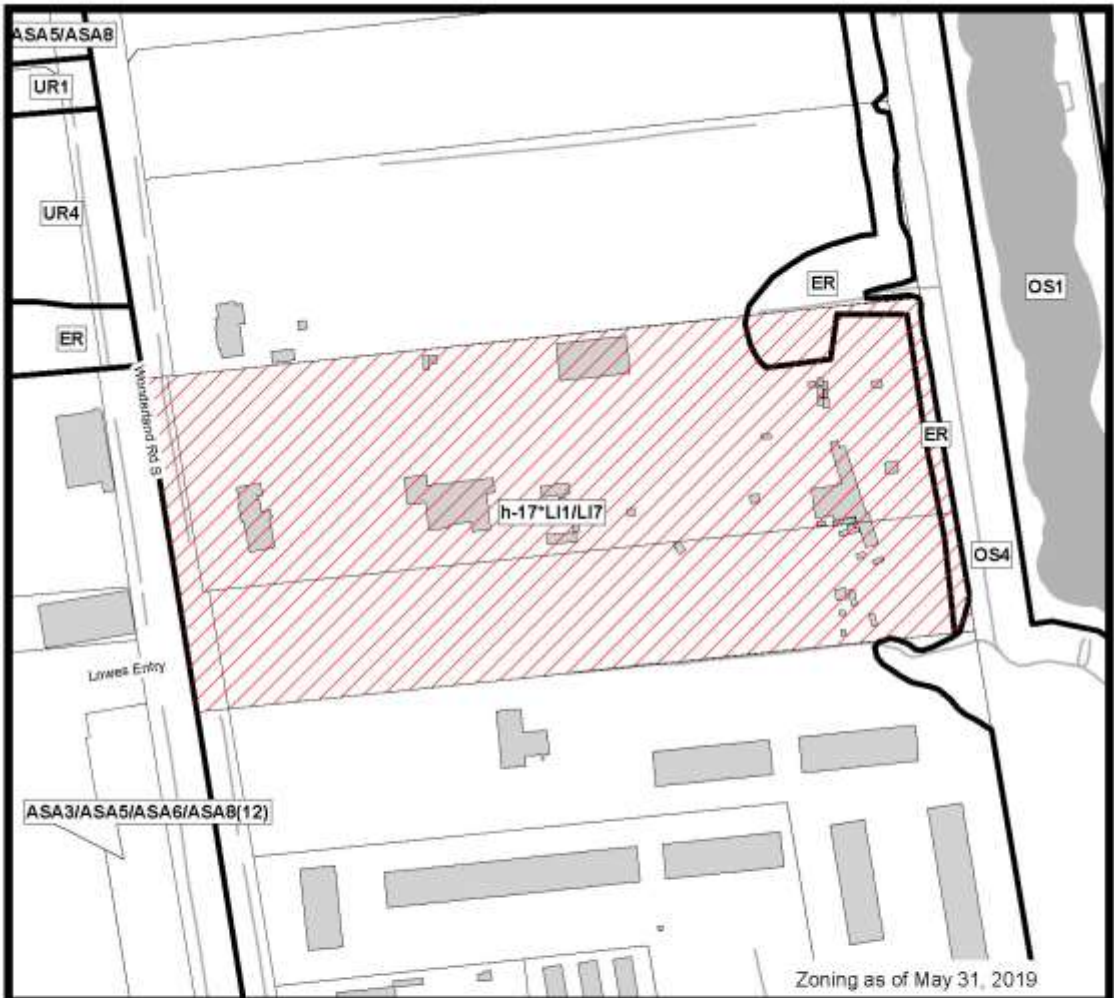 ASA5/ASA8
UR1
UR4
ER
OS1
ER
Wonderland Rd S
ER
h-17*LI1/LI7
OS4
Lowes Entry
ASA3/ASA5/ASA6/ASA8(12)
Zoning as of May 31, 2019